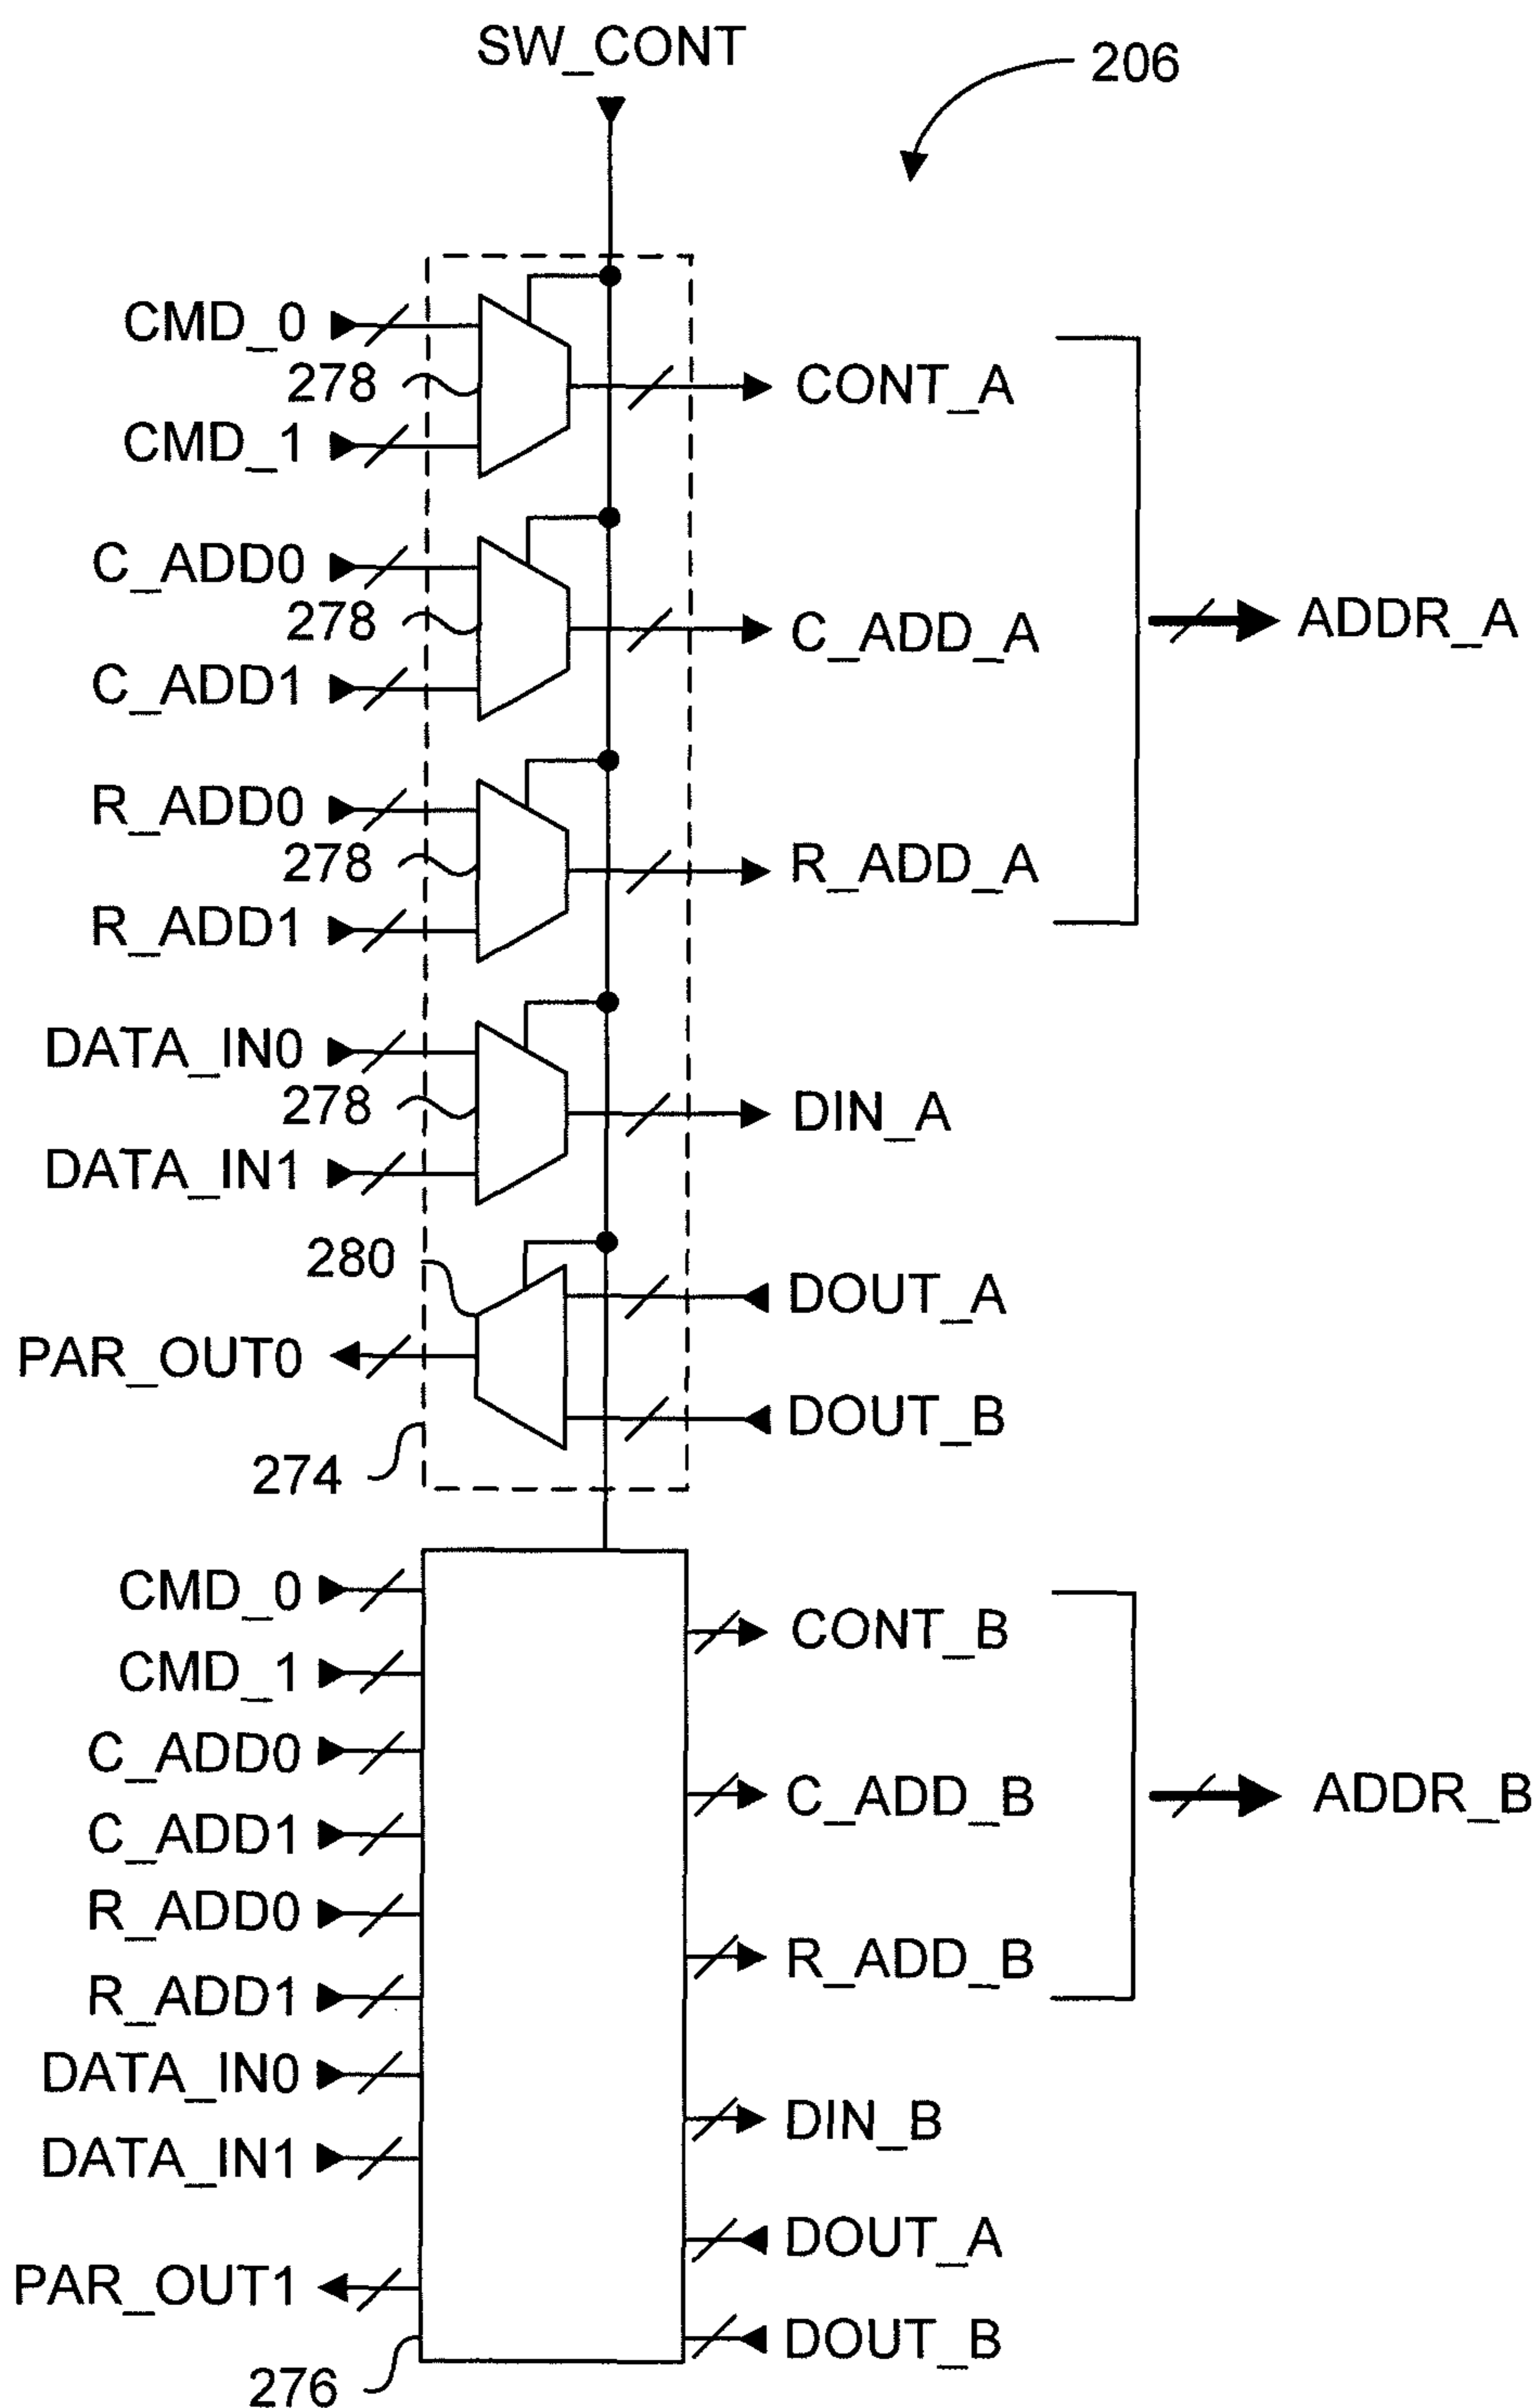 SW_CONT
206
CMD_0
278
CONT_A
CMD_1
C_ADD0
278
C_ADD_A
ADDR_A
C_ADD1
R_ADD0
278
R_ADD_A
R_ADD1
DATA_IN0
278
DIN_A
DATA_IN1
280
DOUT_A
PAR_OUT0
DOUT_B
274
CMD_0
CONT_B
CMD_1
C_ADD0
C_ADD_B
ADDR_B
C_ADD1
R_ADD0
R_ADD_B
R_ADD1
DATA_IN0
DIN_B
DATA_IN1
DOUT_A
PAR_OUT1
DOUT_B
276